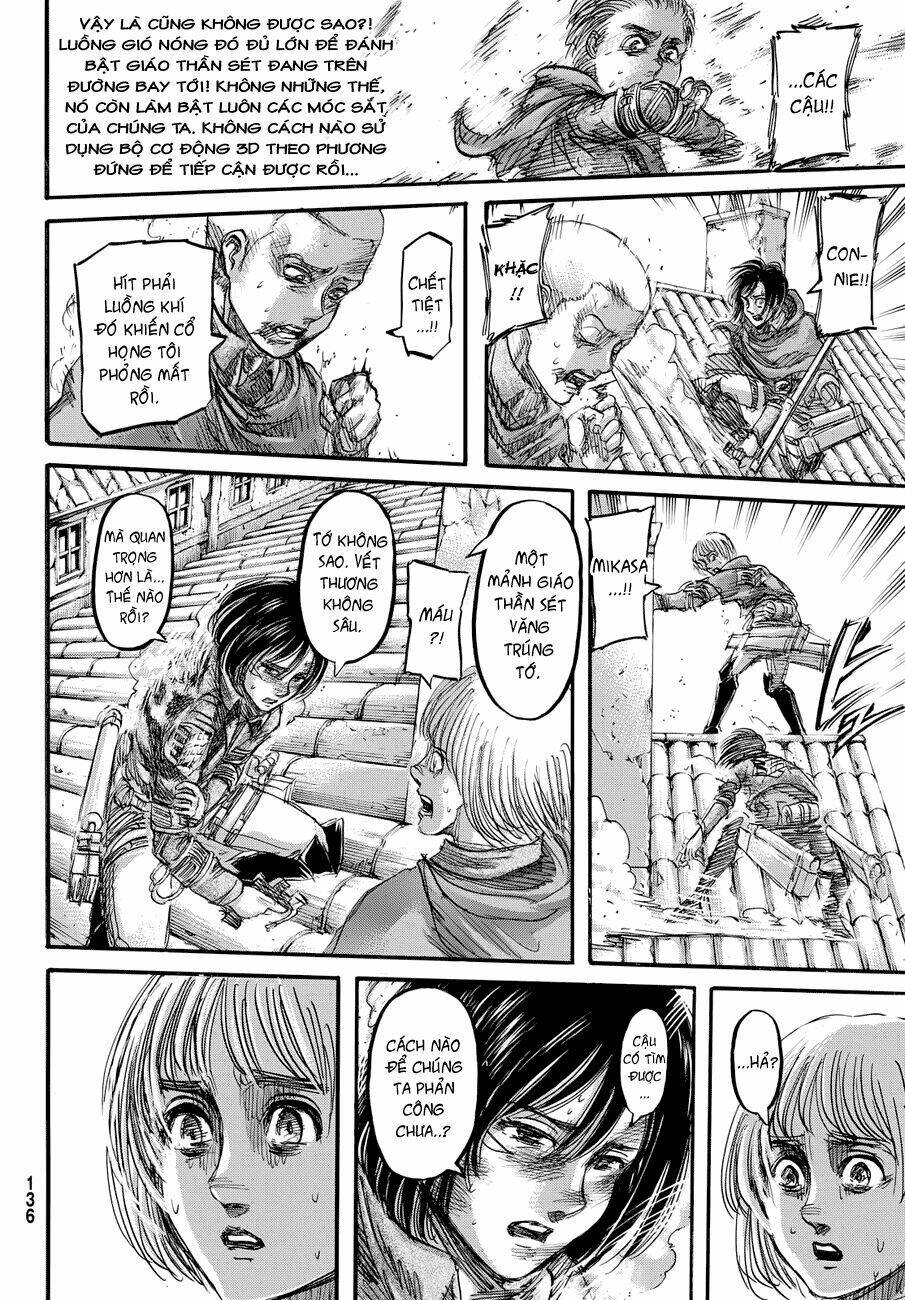 ...CÁC
CẬU!!
VẬY LÀ CŨNG KHÔNG ĐƯỢC SAO?!
LUỒNG GIÓ NÓNG ĐÓ ĐỦ LỚN ĐỂ ĐÁNH
BẬT GIÁO THẦN SÉT ĐANG TRÊN
ĐƯỜNG BAY TỚI! KHÔNG NHỮNG THẾ,
NÓ CÒN LÀM BẬT LUÔN CÁC MÓC SẮT
CỦA CHÚNG TA. KHÔNG CÁCH NÀO SỬ
DỤNG BỘ CƠ ĐỘNG 3D THEO PHƯƠNG
ĐỨNG ĐỂ TIẾP CẬN ĐƯỢC RỒI...
CON-
NIE!!
KHẶC
!!
CHẾT
TIỆT
...!!
HÍT PHẢI
LUỒNG KHÍ
ĐÓ KHIẾN CỔ
HỌNG TÔI
PHỎNG MẤT
RỒI.
MIKASA
...!!
MỘT
MẢNH GIÁO
THẦN SÉT
VĂNG
TRÚNG
TỚ.
MÁU
?!
TỚ KHÔNG
SAO. VẾT
THƯƠNG
KHÔNG
SÂU.
MÀ QUAN
TRỌNG
HƠN LÀ...
THẾ NÀO
RỒI?
...HẢ?
CẬU
CÓ TÌM
ĐƯỢC
...
CÁCH NÀO
ĐỂ CHÚNG
TA PHẢN
CÔNG
CHƯA..?
136